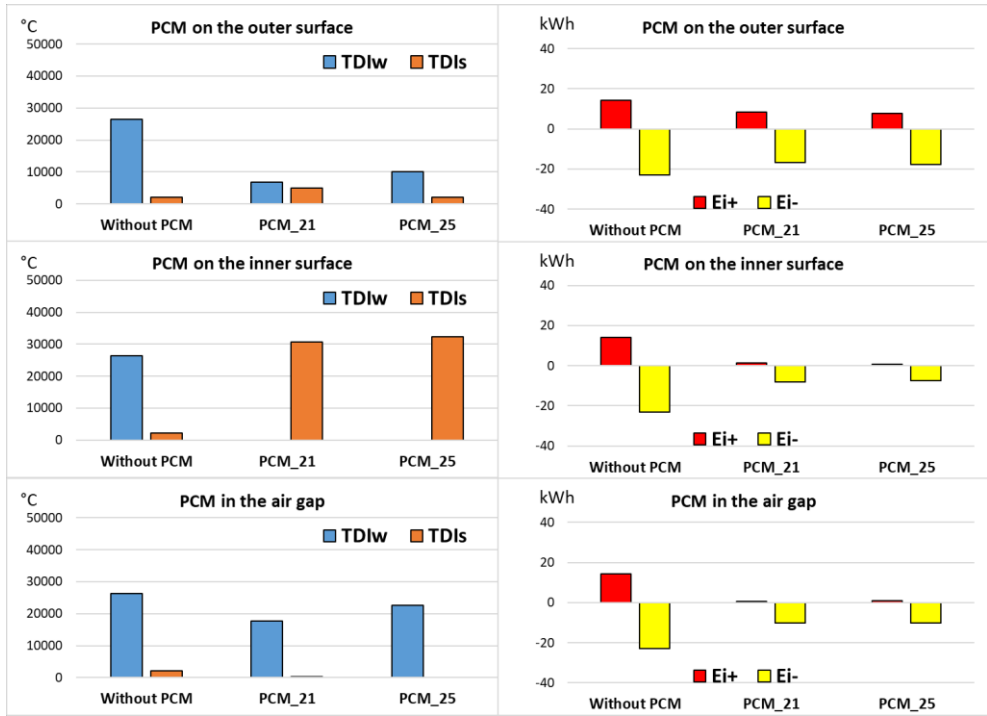 °C
PCM on the outer surface
50000
TDIw TDIs
40000
30000
20000
10000
0
Without PCM PCM_21 PCM_25
kWh
PCM on the outer surface
40
20
0
-20
Ei+ Ei-
-40
Without PCM PCM_21 PCM_25
°C
PCM on the inner surface
50000
TDIw TDIs
40000
30000
20000
10000
0
Without PCM PCM_21 PCM_25
kWh
PCM on the inner surface
40
20
0
-20
Ei+ Ei-
-40
Without PCM PCM_21 PCM_25
°C
PCM in the air gap
50000
TDIw TDIs
40000
30000
20000
10000
0
Without PCM PCM_21 PCM_25
kWh
PCM in the air gap
40
20
0
-20
Ei+ Ei-
-40
Without PCM PCM_21 PCM_25